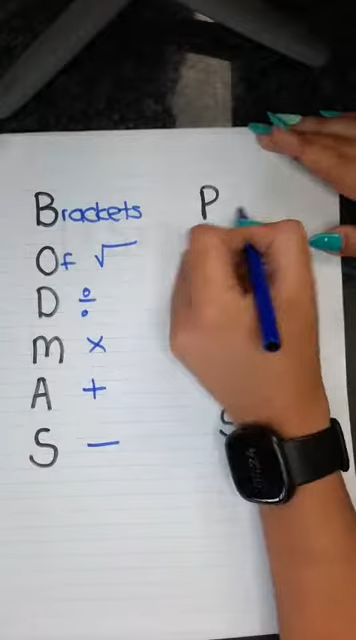 Brackets P
Of √
D ÷
m ×
A +
S − S